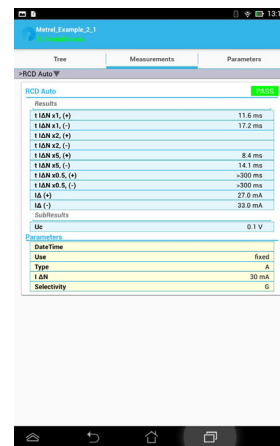 13:1
Metrel_Example_2_1
Tree Measurements Parameters
>RCD Auto▼
RCD Auto PASS
Results
t IΔN x1, (+) 11.6 ms
t IΔN x1, (-) 17.2 ms
t IΔN x2, (+)
t IΔN x2, (-)
t IΔN x5, (+) 8.4 ms
t IΔN x5, (-) 14.1 ms
t IΔN x0.5, (+) >300 ms
t IΔN x0.5, (-) >300 ms
IΔ (+) 27.0 mA
IΔ (-) 33.0 mA
SubResults
Uc 0.1 V
Parameters
DateTime
Use fixed
Type A
I ΔN 30 mA
Selectivity G